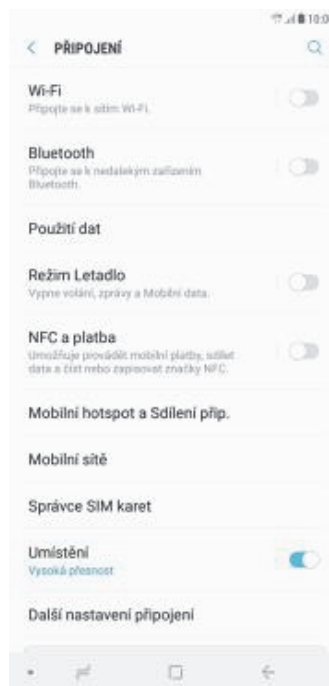 10:0
PŘIPOJENÍ
Wi-Fi
Připojte se k sítím Wi-Fi.
Bluetooth
Připojte se k nedalekým zařízením
Bluetooth.
Použití dat
Režim Letadlo
Vypne volání, zprávy a Mobilní data.
NFC a platba
Umožňuje provádět mobilní platby, sdílet
data a číst nebo zapisovat značky NFC.
Mobilní hotspot a Sdílení přip.
Mobilní sítě
Správce SIM karet
Umístění
Vysoká přesnost
Další nastavení připojení